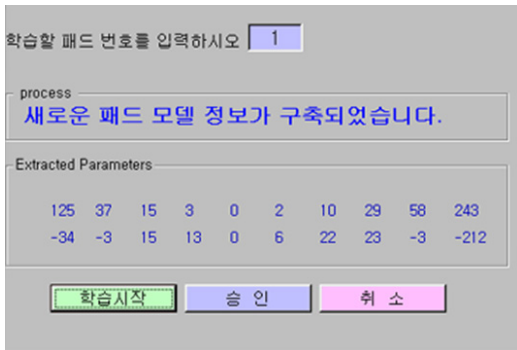 학습할 패드 번호를 입력하시오 1
process
새로운 패드 모델 정보가 구축되었습니다.
Extracted Parameters
125 37 15 3 0 2 10 29 58 243
-34 -3 15 13 0 6 22 23 -3 -212
학습시작 승 인 취 소